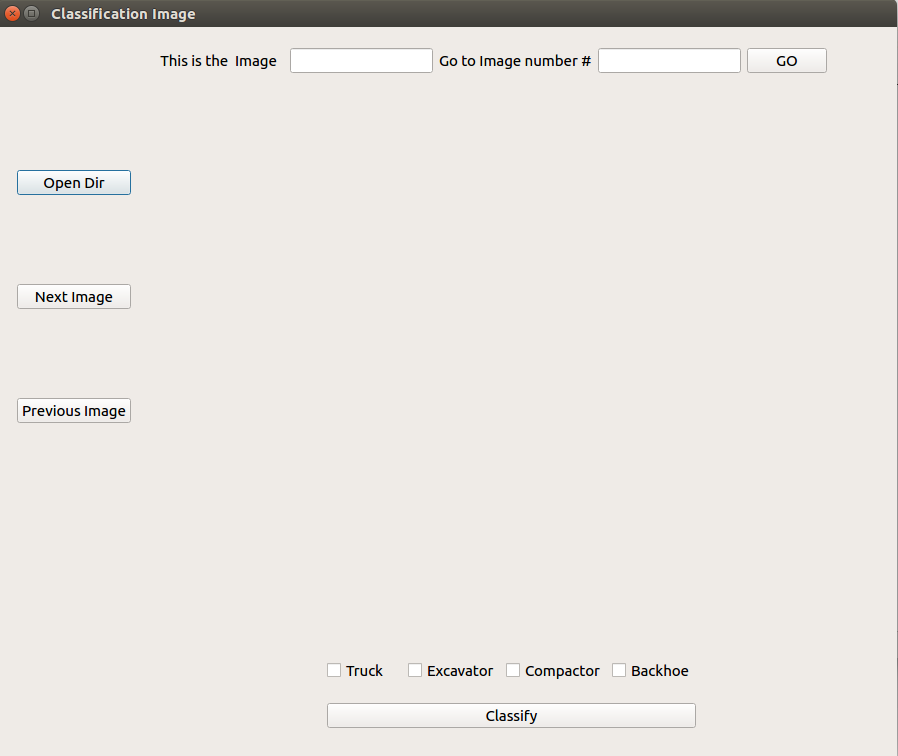 Classification Image
This is the Image Go to Image number # GO
Open Dir
Next Image
Previous Image
Truck Excavator Compactor Backhoe
Classify